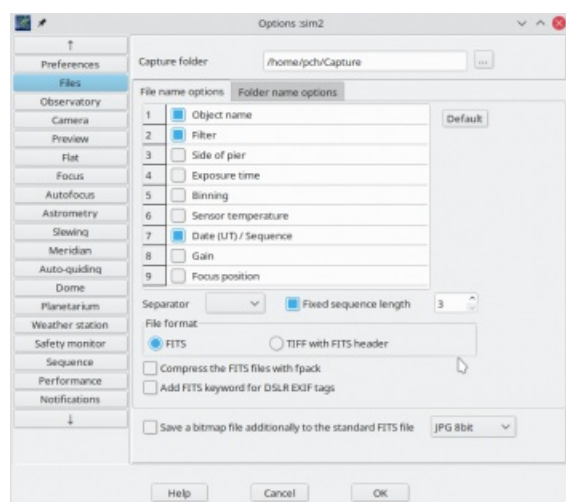 Options :sim2
↑
Preferences
Files
Observatory
Camera
Preview
Flat
Focus
Autofocus
Astrometry
Slewing
Meridian
Auto-guiding
Dome
Planetarium
Weather station
Safety monitor
Sequence
Performance
Notifications
↓
Capture folder /home/pch/Capture ...
File name options Folder name options
1 Object name
2 Filter
3 Side of pier
4 Exposure time
5 Binning
6 Sensor temperature
7 Date (UT) / Sequence
8 Gain
9 Focus position
Default
Separator Fixed sequence length 3
File format
FITS TIFF with FITS header
Compress the FITS files with fpack
Add FITS keyword for DSLR EXIF tags
Save a bitmap file additionally to the standard FITS file JPG 8bit
Help Cancel OK